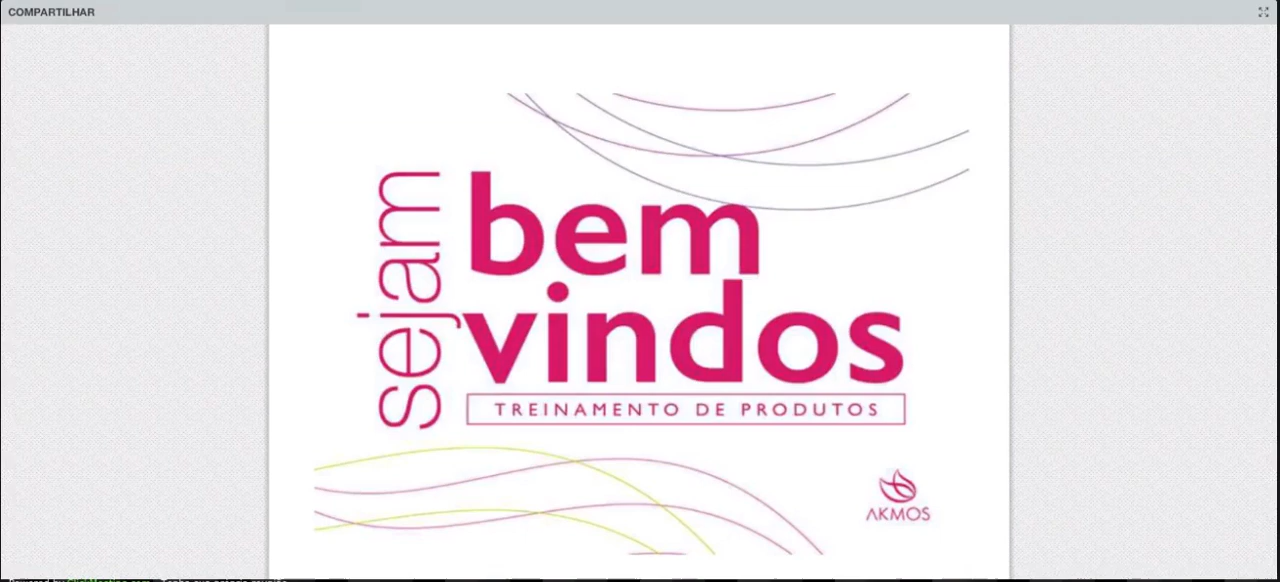 COMPARTILHAR
sejam
bem
vindos
TREINAMENTO DE PRODUTOS
AKMOS